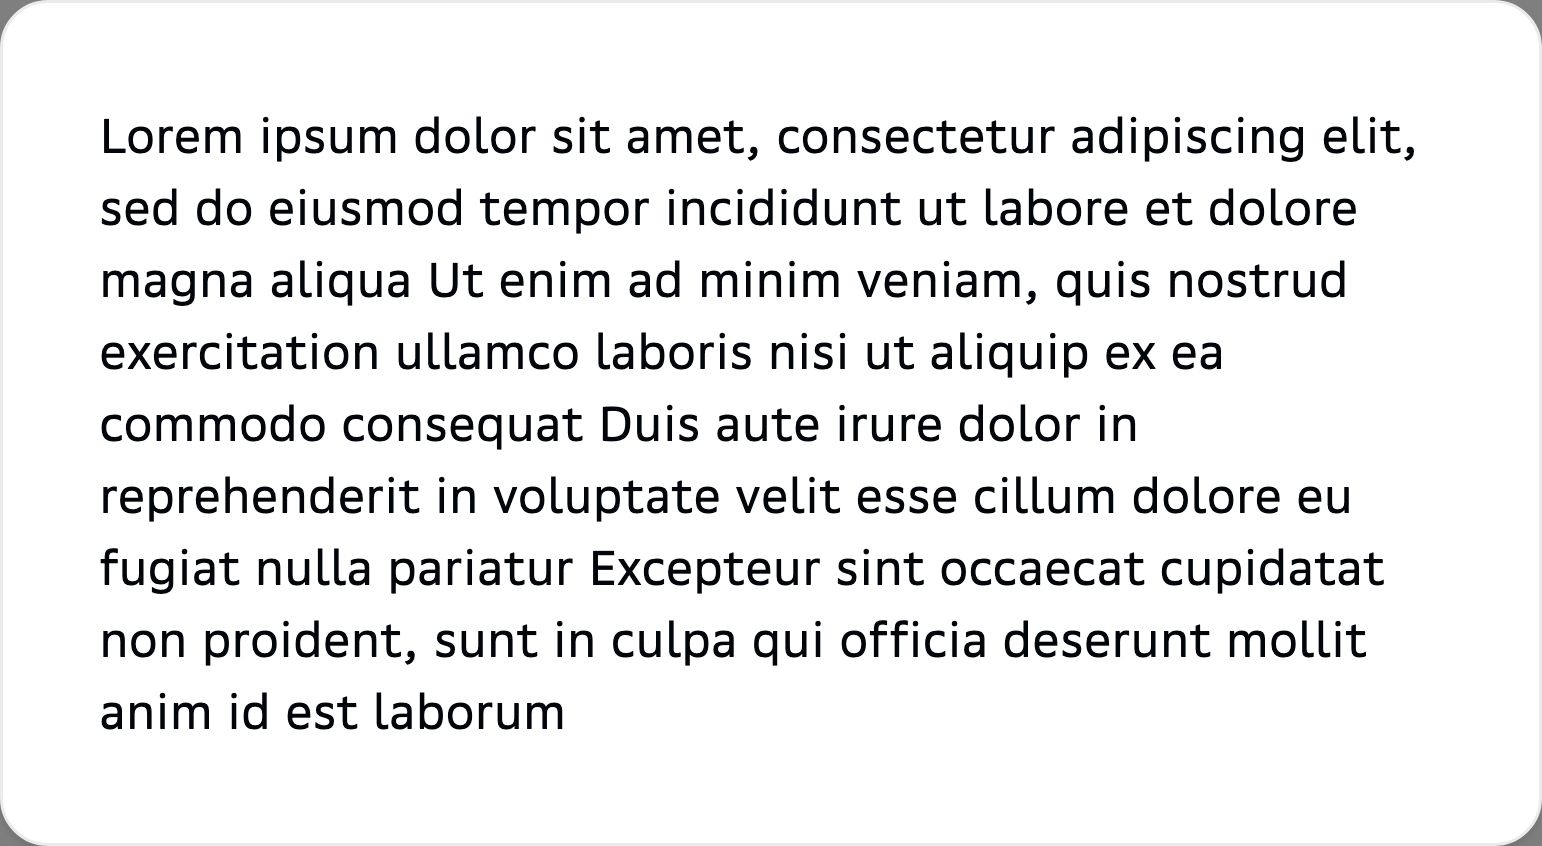 Lorem ipsum dolor sit amet, consectetur adipiscing elit,
sed do eiusmod tempor incididunt ut labore et dolore
magna aliqua Ut enim ad minim veniam, quis nostrud
exercitation ullamco laboris nisi ut aliquip ex ea
commodo consequat Duis aute irure dolor in
reprehenderit in voluptate velit esse cillum dolore eu
fugiat nulla pariatur Excepteur sint occaecat cupidatat
non proident, sunt in culpa qui officia deserunt mollit
anim id est laborum